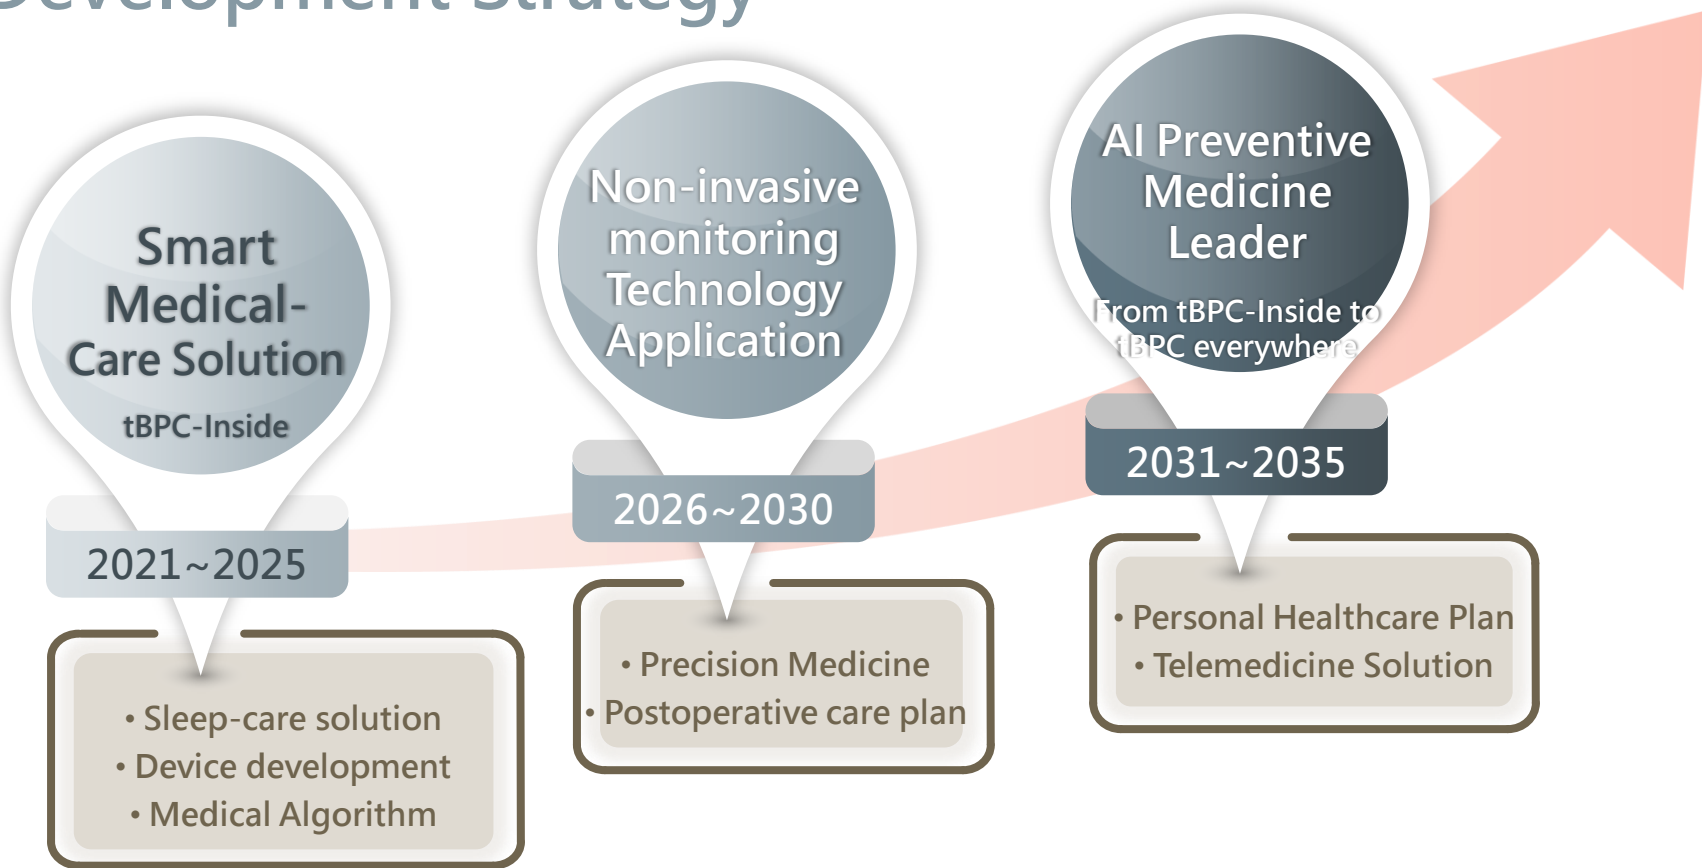 Development Strategy
Smart
Medical-
Care Solution
tBPC-Inside
2021~2025
• Sleep-care solution
• Device development
• Medical Algorithm
Non-invasive
monitoring
Technology
Application
2026~2030
• Precision Medicine
• Postoperative care plan
AI Preventive
Medicine
Leader
From tBPC-Inside to
tBPC everywhere
2031~2035
• Personal Healthcare Plan
• Telemedicine Solution